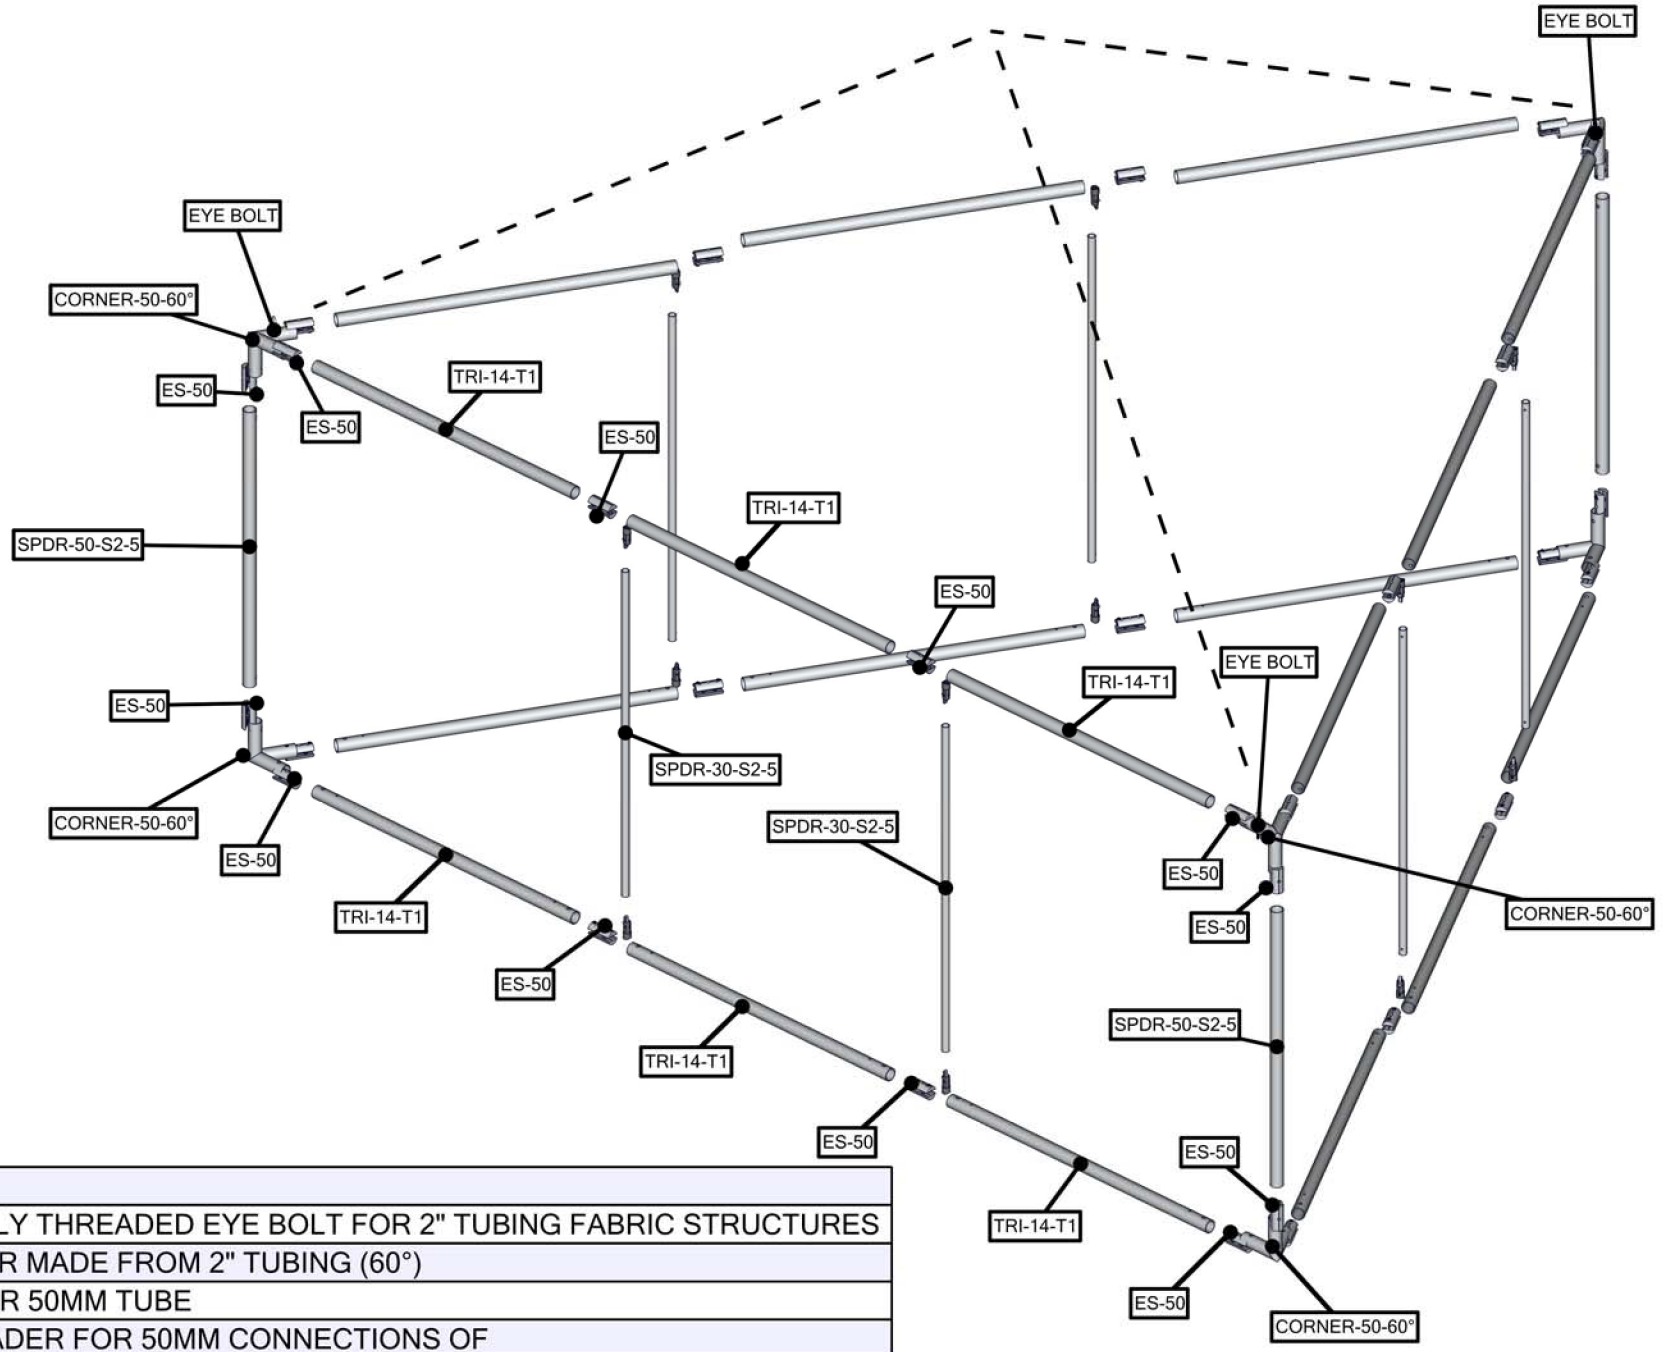 EYE BOLT
EYE BOLT
CORNER-50-60°
ES-50
ES-50
TRI-14-T1
ES-50
TRI-14-T1
SPDR-50-S2-5
ES-50
EYE BOLT
TRI-14-T1
ES-50
SPDR-30-S2-5
CORNER-50-60°
SPDR-30-S2-5
ES-50
ES-50
CORNER-50-60°
TRI-14-T1
ES-50
ES-50
SPDR-50-S2-5
TRI-14-T1
ES-50
ES-50
TRI-14-T1
ES-50
CORNER-50-60°
LY THREADED EYE BOLT FOR 2" TUBING FABRIC STRUCTURES
R MADE FROM 2" TUBING (60°)
R 50MM TUBE
ADER FOR 50MM CONNECTIONS OF